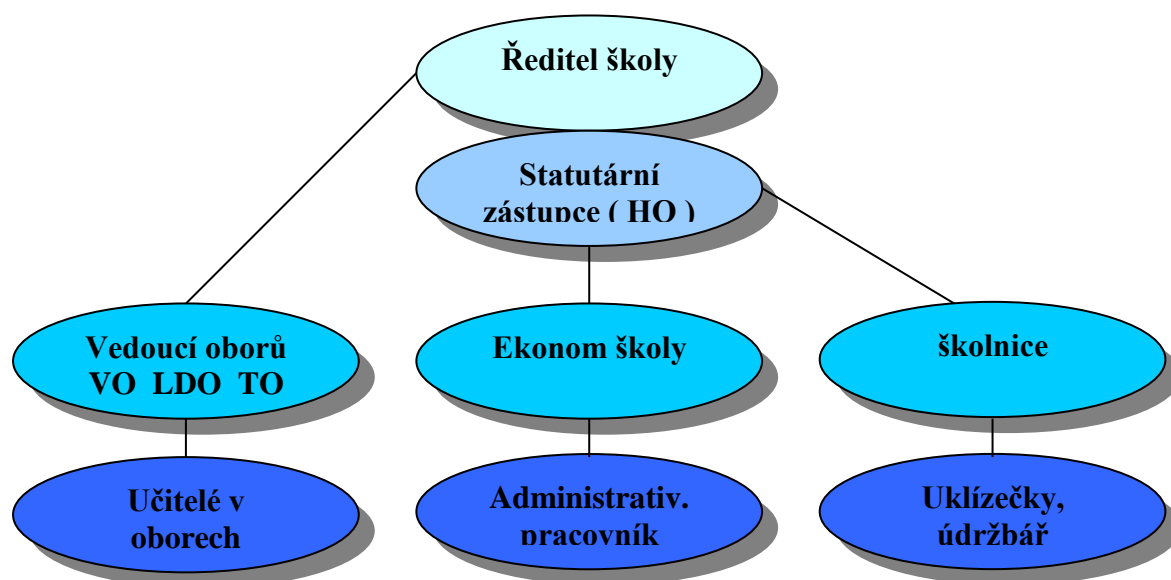 Ředitel školy
Statutární
zástupce ( HO )
Vedoucí oborů
VO LDO TO
Ekonom školy
školnice
Učitelé v
oborech
Administrativ.
pracovník
Uklízečky,
údržbář